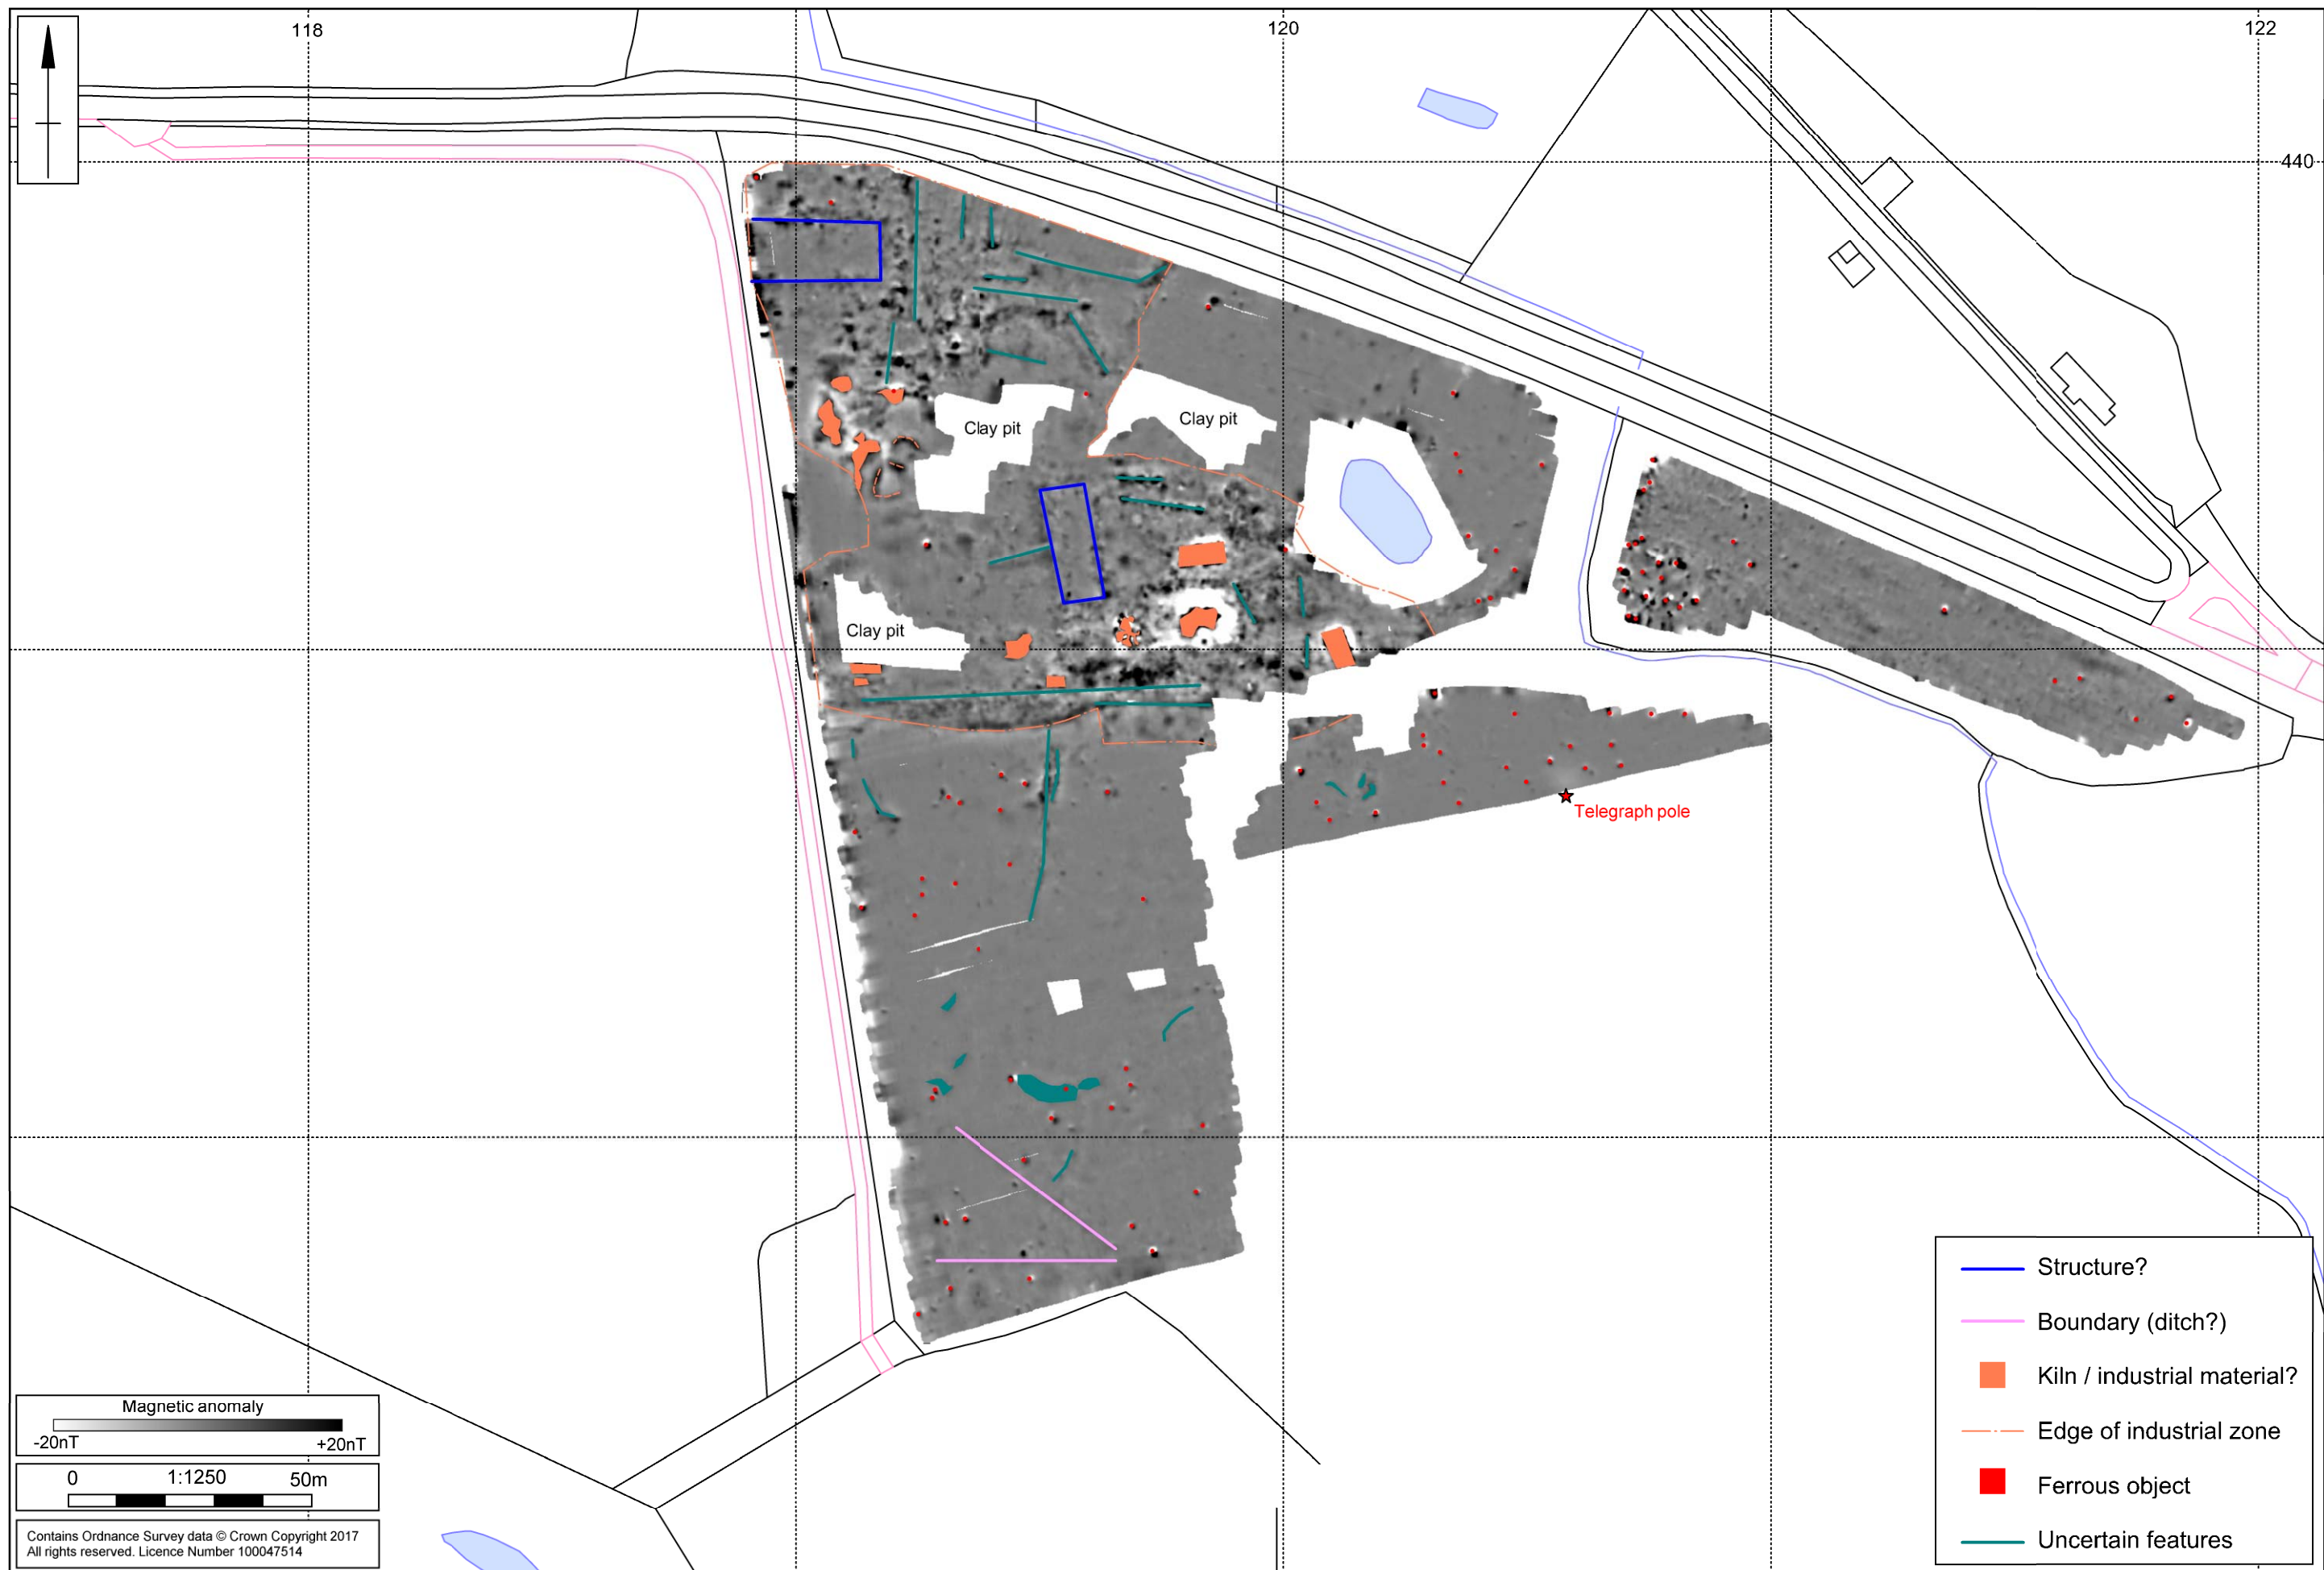 118
120
122
440
Clay pit
Clay pit
Clay pit
Telegraph pole
Structure?
Boundary (ditch?)
Kiln / industrial material?
Edge of industrial zone
Ferrous object
Uncertain features
Magnetic anomaly
-20nT +20nT
0 1:1250 50m
Contains Ordnance Survey data © Crown Copyright 2017
All rights reserved. Licence Number 100047514